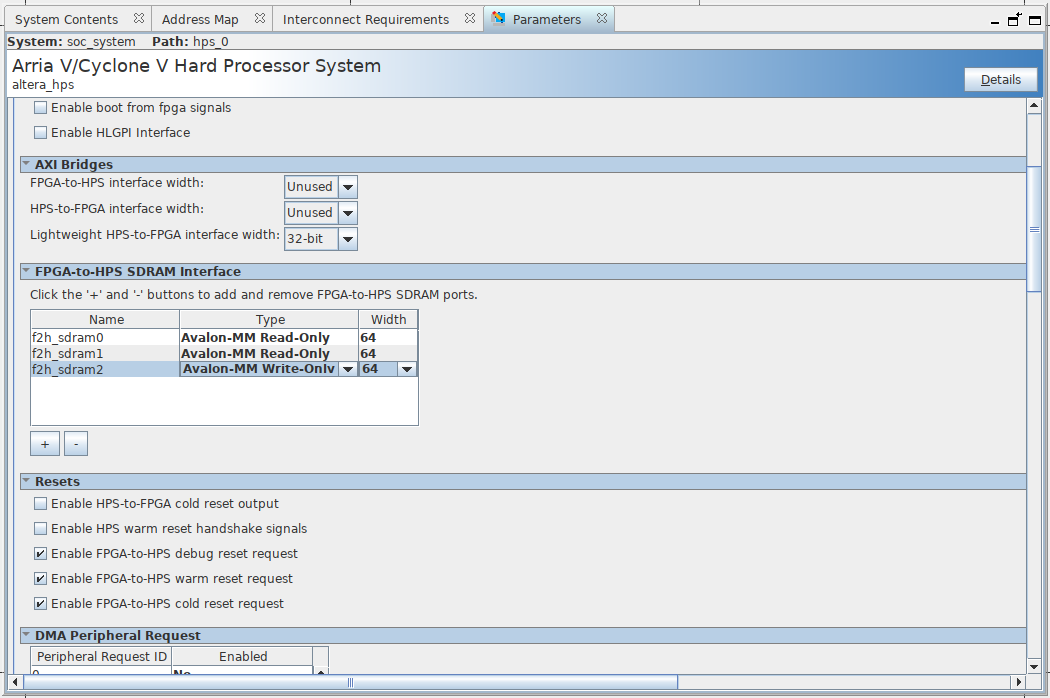 System Contents Address Map Interconnect Requirements Parameters
System: soc_system Path: hps_0
Arria V/Cyclone V Hard Processor System
altera_hps
Details
Enable boot from fpga signals
Enable HLGPI Interface
AXI Bridges
FPGA-to-HPS interface width: Unused
HPS-to-FPGA interface width: Unused
Lightweight HPS-to-FPGA interface width: 32-bit
FPGA-to-HPS SDRAM Interface
Click the '+' and '-' buttons to add and remove FPGA-to-HPS SDRAM ports.
Name Type Width
f2h_sdram0 Avalon-MM Read-Only 64
f2h_sdram1 Avalon-MM Read-Only 64
f2h_sdram2 Avalon-MM Write-Only 64
+ -
Resets
Enable HPS-to-FPGA cold reset output
Enable HPS warm reset handshake signals
Enable FPGA-to-HPS debug reset request
Enable FPGA-to-HPS warm reset request
Enable FPGA-to-HPS cold reset request
DMA Peripheral Request
Peripheral Request ID Enabled
0 No